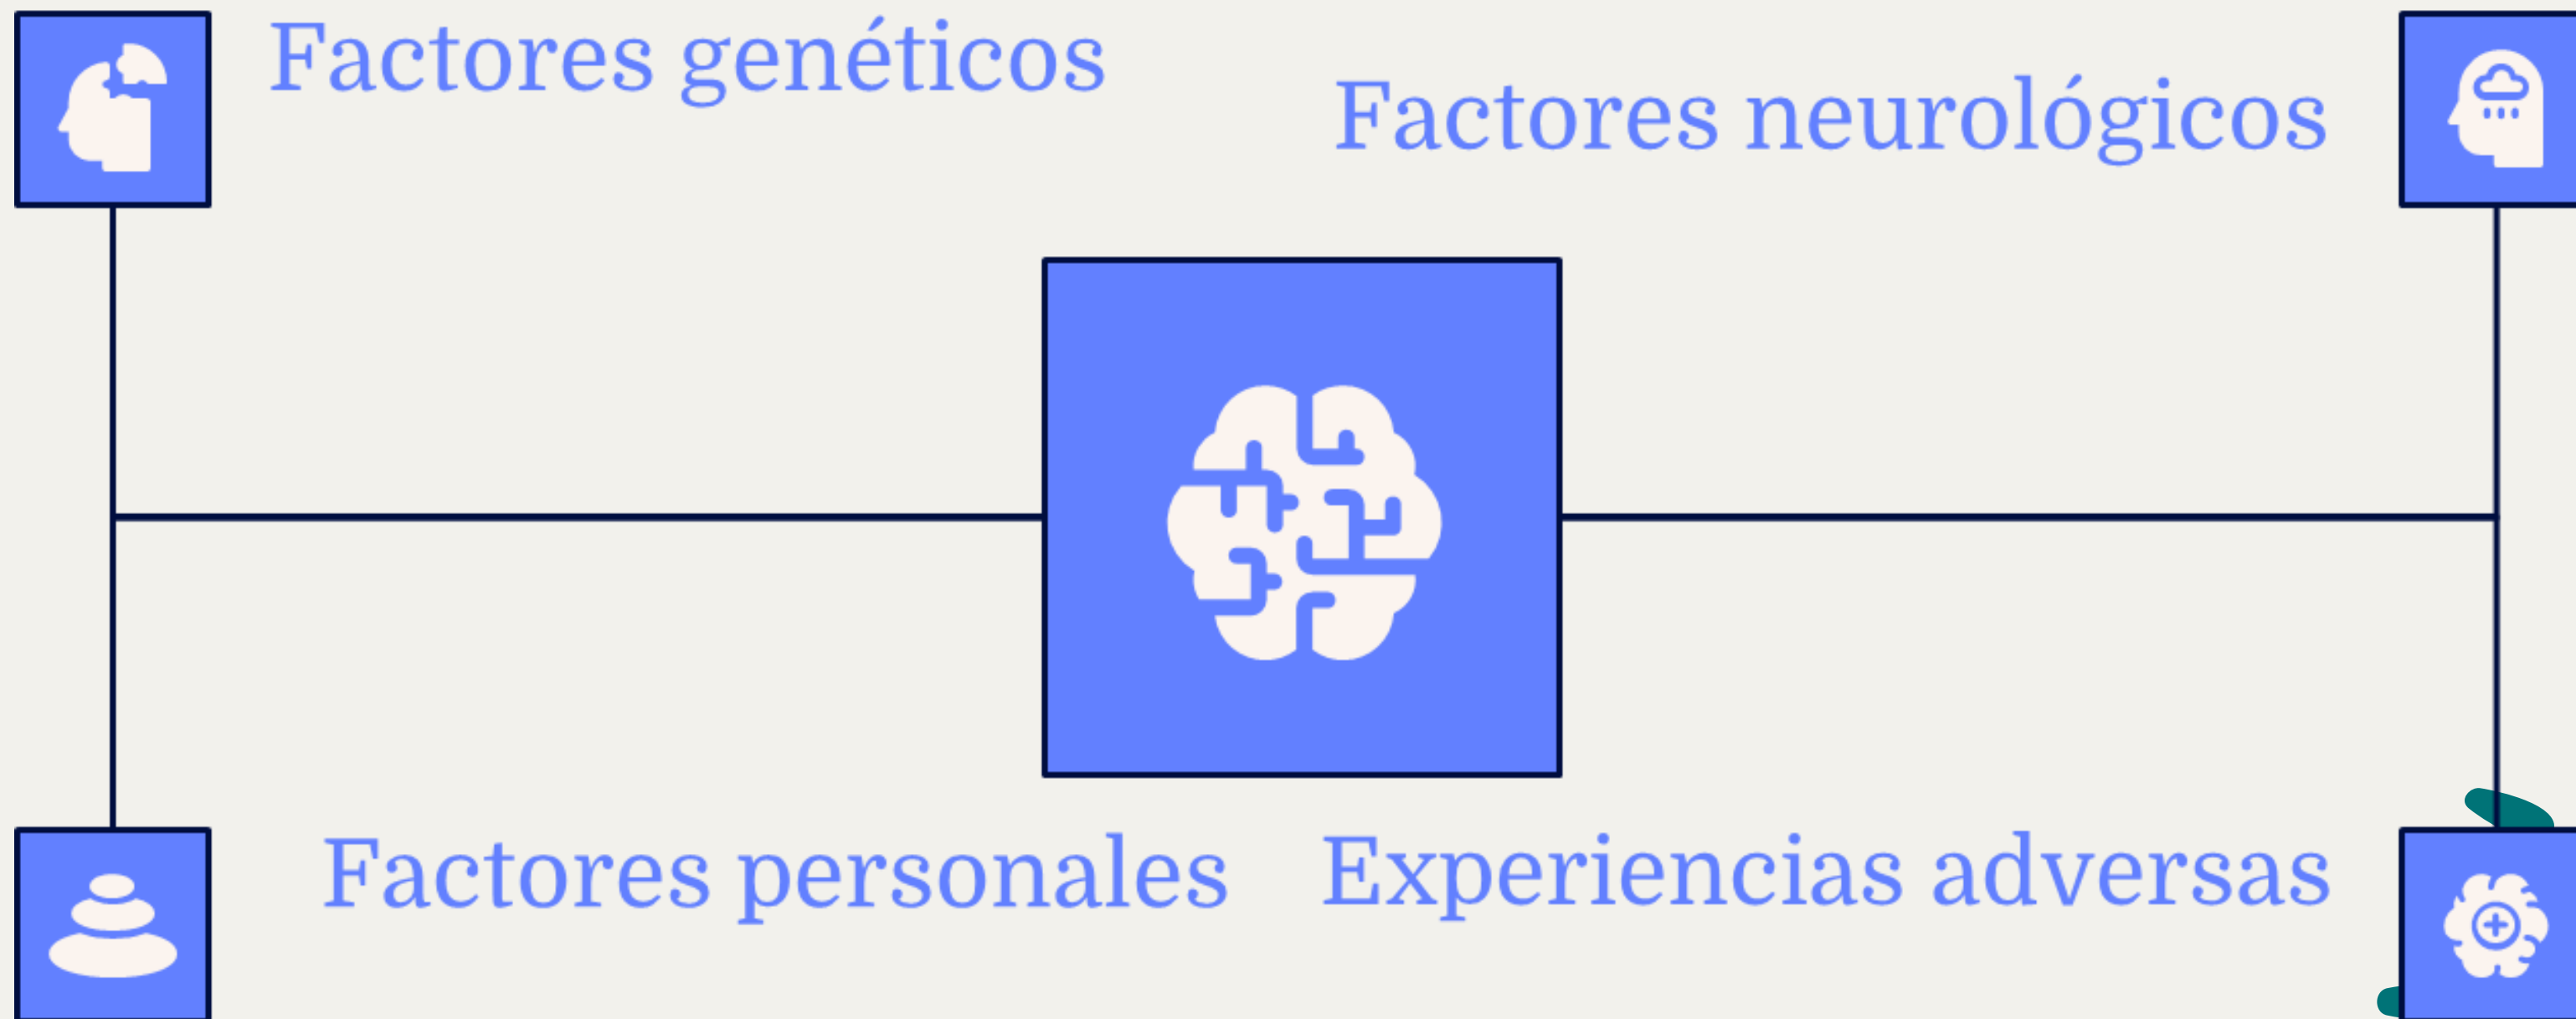 Factores genéticos
Factores neurológicos
Factores personales
Experiencias adversas